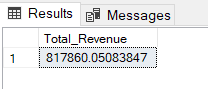 Results Messages
Total_Revenue
1 817860.05083847